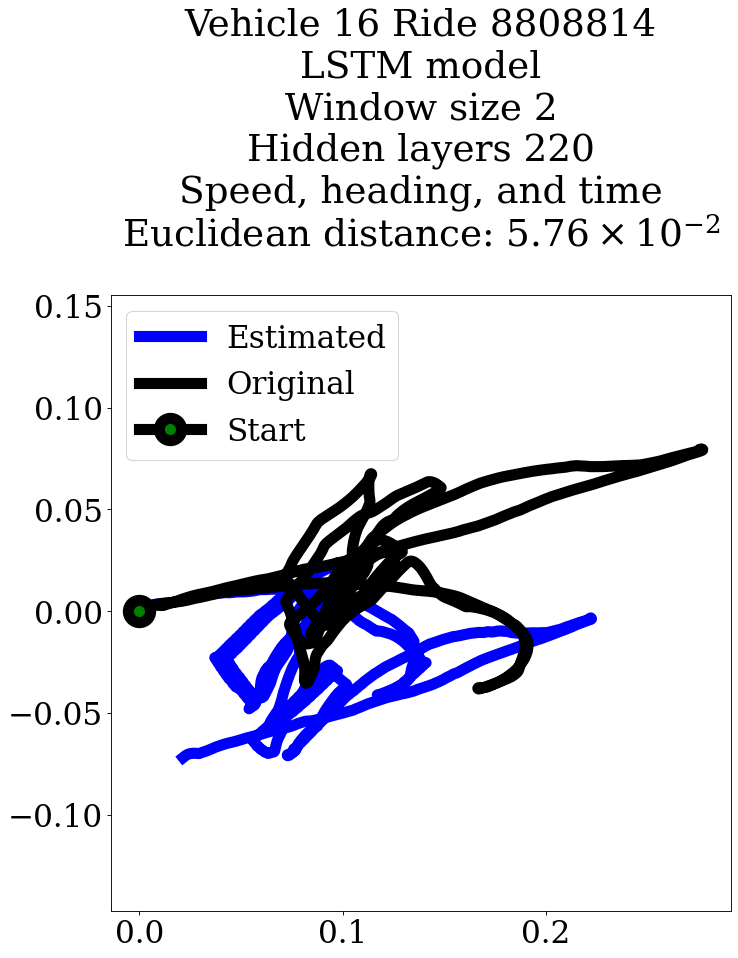 Vehicle 16 Ride 8808814
LSTM model
Window size 2
Hidden layers 220
Speed, heading, and time
Euclidean distance: 5.76 × 10⁻²
0.15
Estimated
Original
Start
0.10
0.05
0.00
−0.05
−0.10
0.0 0.1 0.2